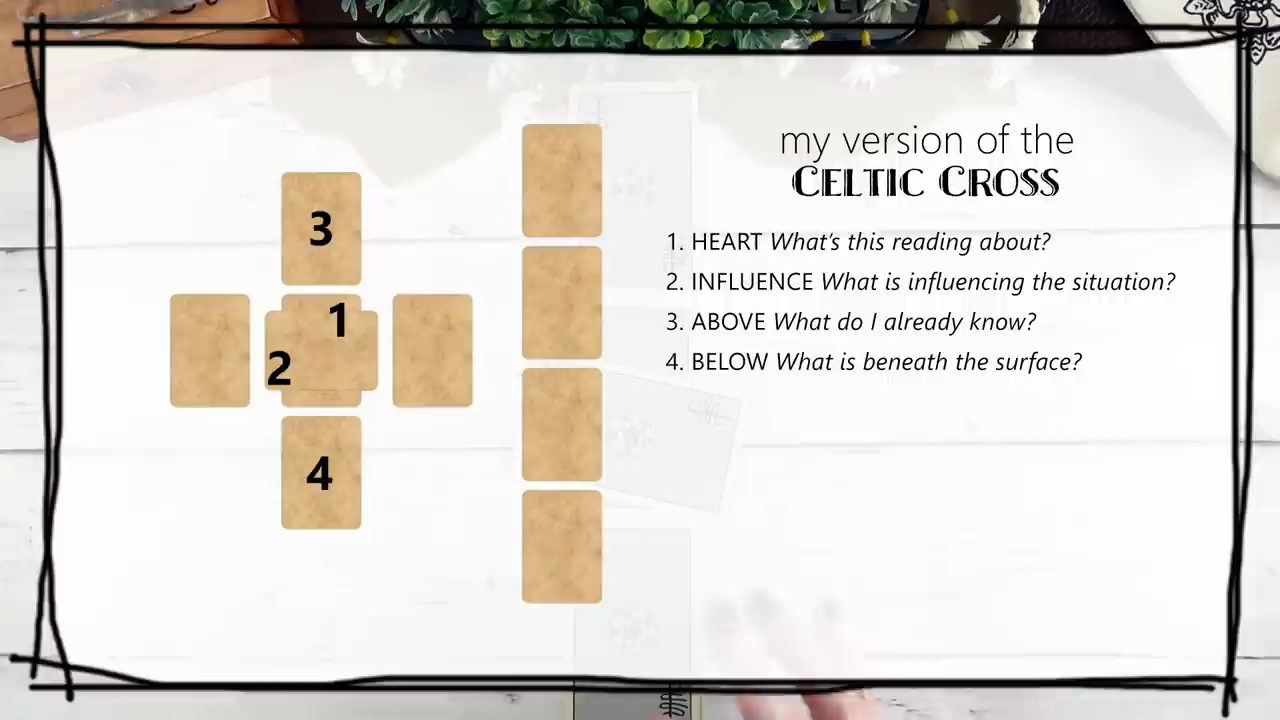 my version of the
CELTIC CROSS
1. HEART What's this reading about?
2. INFLUENCE What is influencing the situation?
3. ABOVE What do I already know?
4. BELOW What is beneath the surface?
3
1
2
4